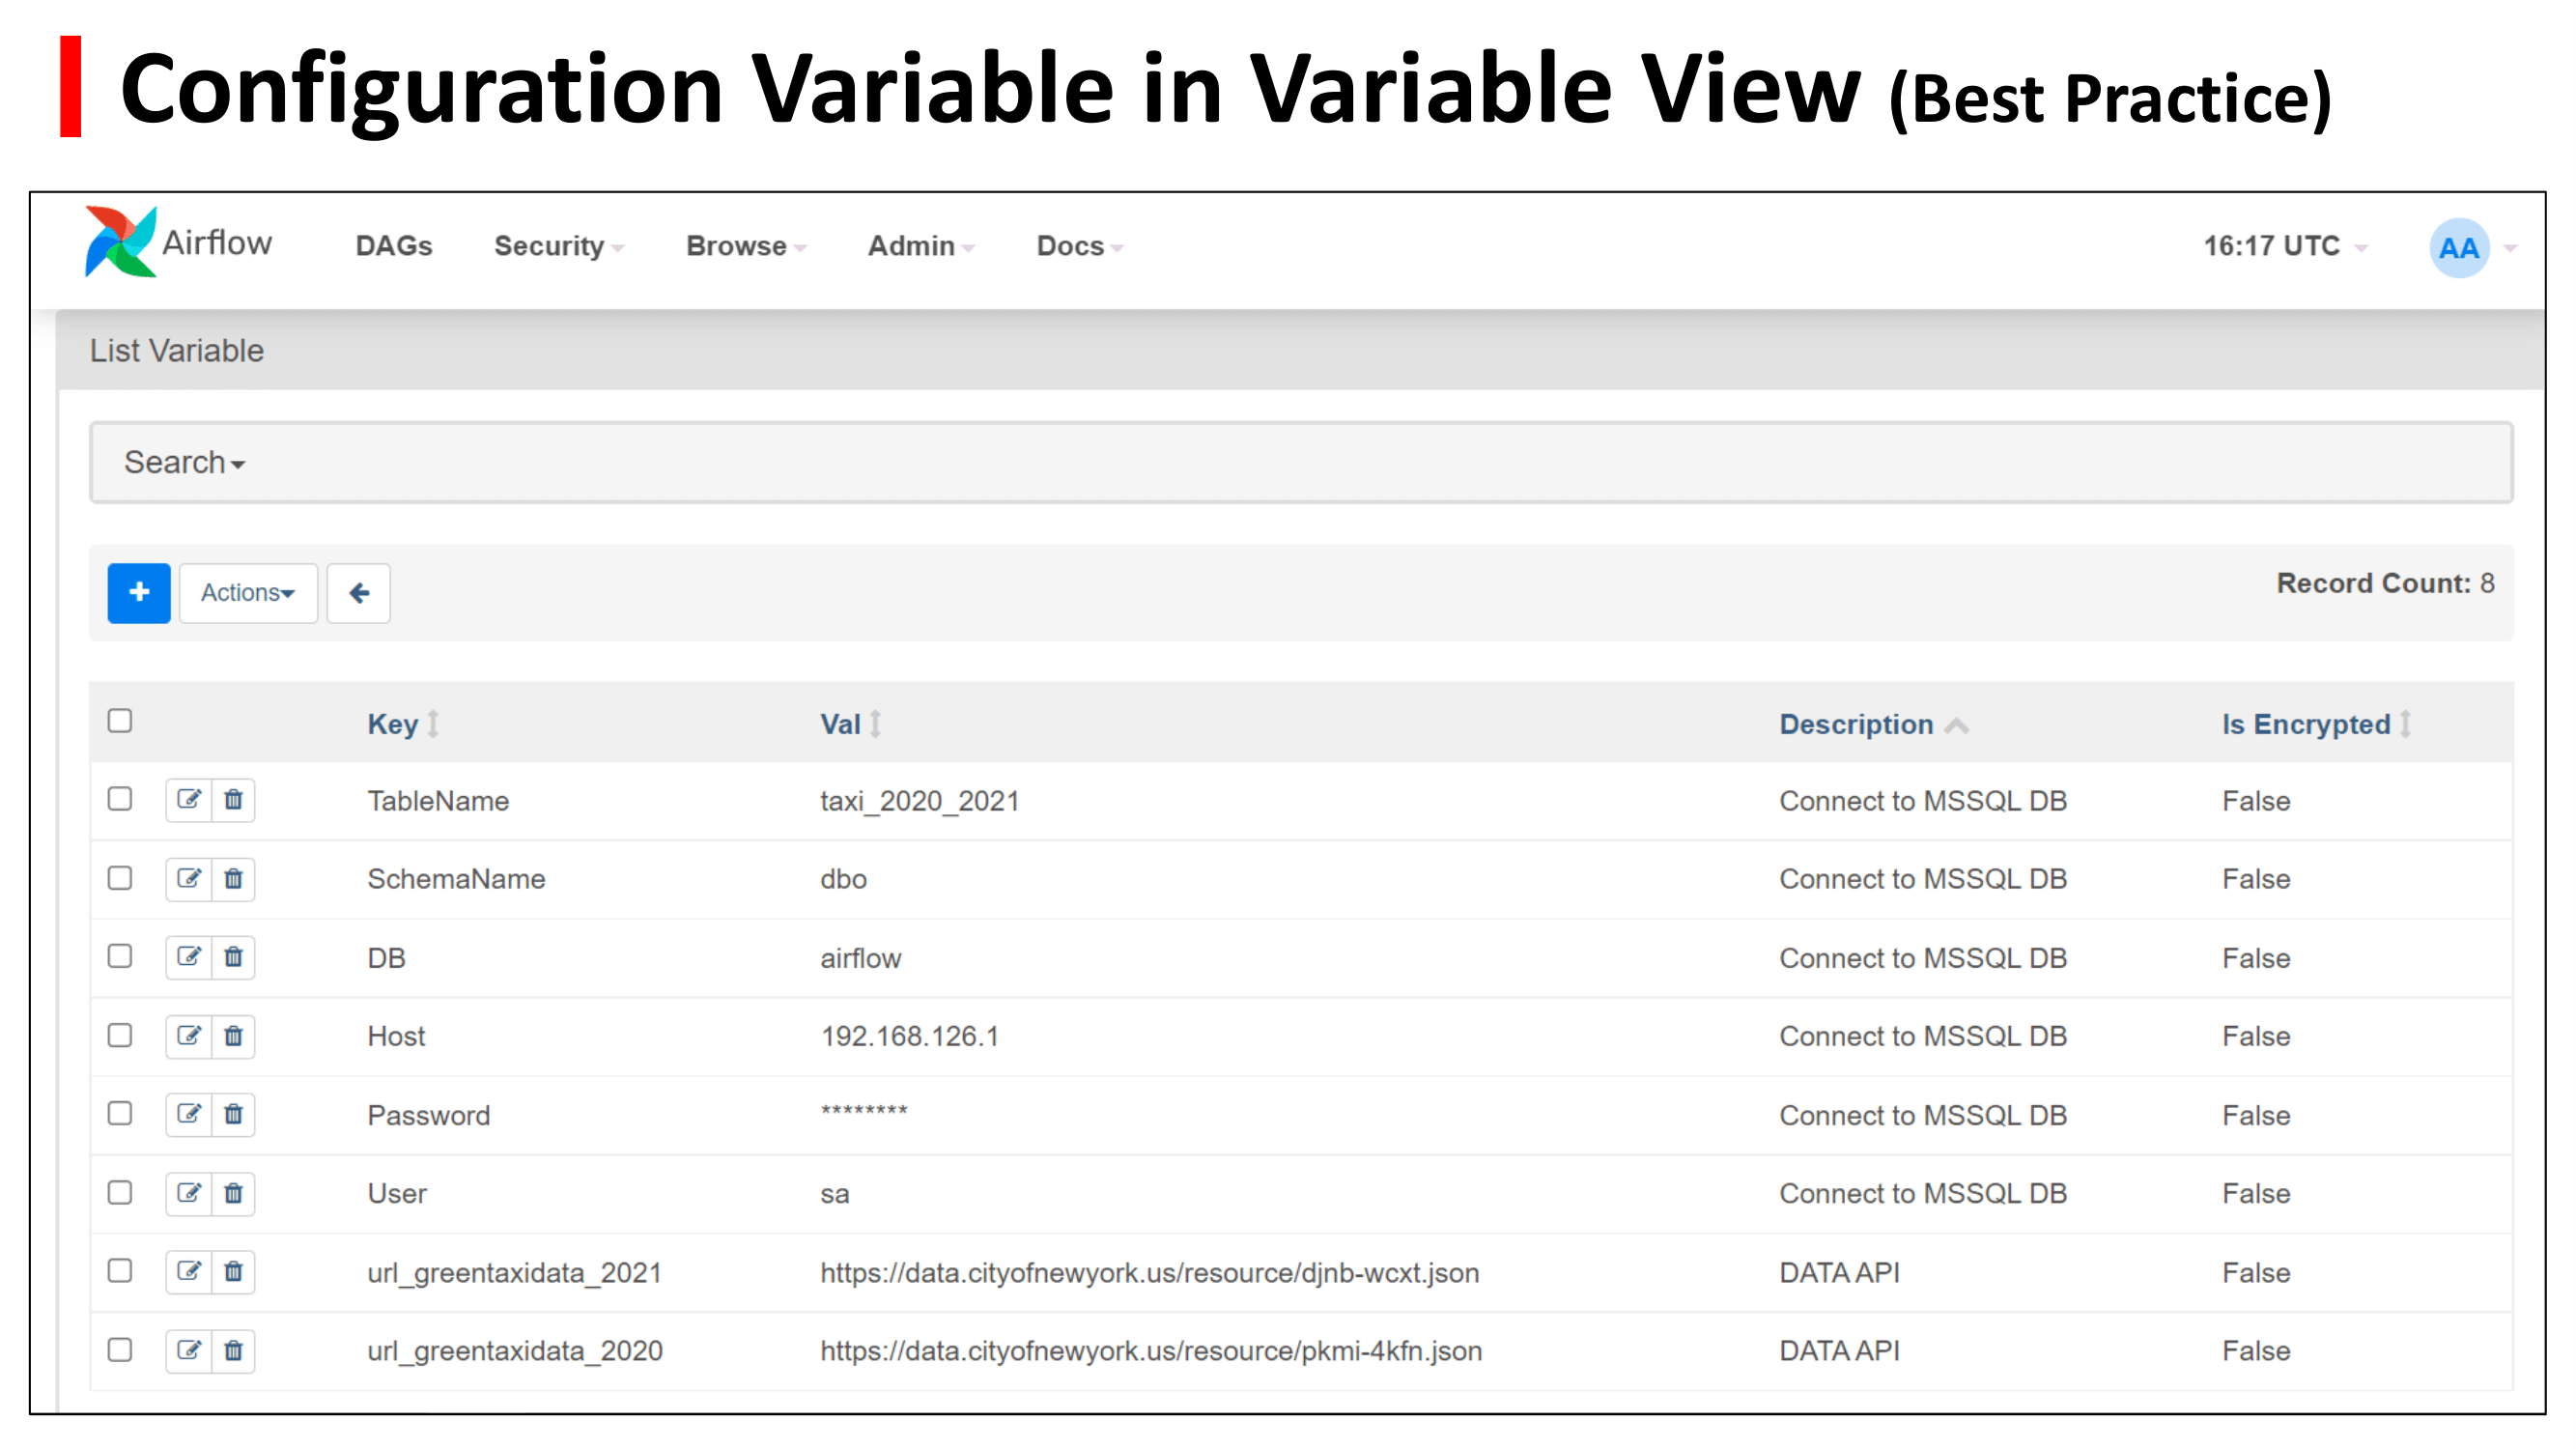 Configuration Variable in Variable View (Best Practice)
Airflow DAGs Security Browse Admin Docs 16:17 UTC AA
List Variable
Search
+ Actions Record Count: 8
Key Val Description Is Encrypted
TableName taxi_2020_2021 Connect to MSSQL DB False
SchemaName dbo Connect to MSSQL DB False
DB airflow Connect to MSSQL DB False
Host 192.168.126.1 Connect to MSSQL DB False
Password ******** Connect to MSSQL DB False
User sa Connect to MSSQL DB False
url_greentaxidata_2021 https://data.cityofnewyork.us/resource/djnb-wcxt.json DATA API False
url_greentaxidata_2020 https://data.cityofnewyork.us/resource/pkmi-4kfn.json DATA API False